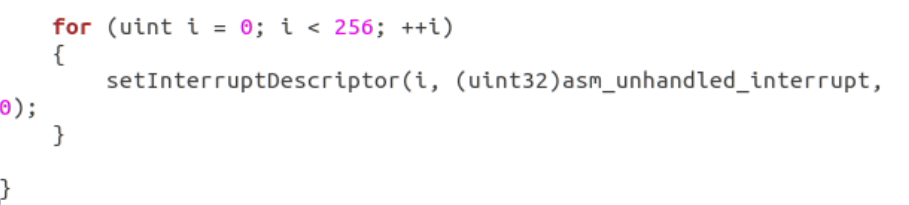 for (uint i = 0; i < 256; ++i)
{
setInterruptDescriptor(i, (uint32)asm_unhandled_interrupt,
0);
}
}